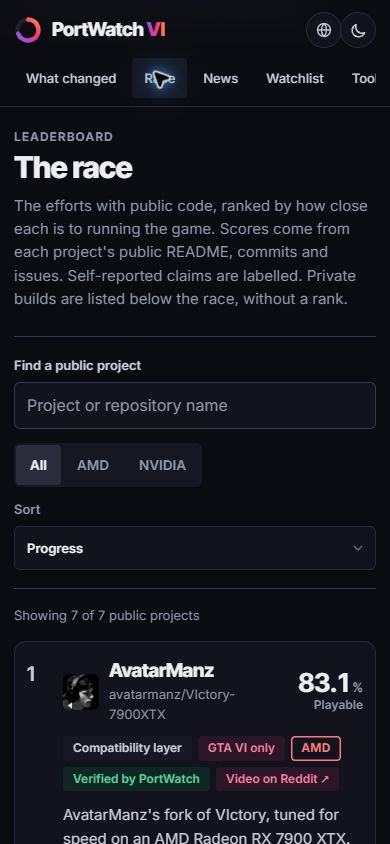 PortWatch VI
What changed Race News Watchlist Tool
LEADERBOARD
The race
The efforts with public code, ranked by how close
each is to running the game. Scores come from
each project's public README, commits and
issues. Self-reported claims are labelled. Private
builds are listed below the race, without a rank.
Find a public project
Project or repository name
All AMD NVIDIA
Sort
Progress
Showing 7 of 7 public projects
1
AvatarManz
avatarmanz/VIctory-
7900XTX
83.1%
Playable
Compatibility layer GTA VI only AMD
Verified by PortWatch Video on Reddit ↗
AvatarManz's fork of VIctory, tuned for
speed on an AMD Radeon RX 7900 XTX.